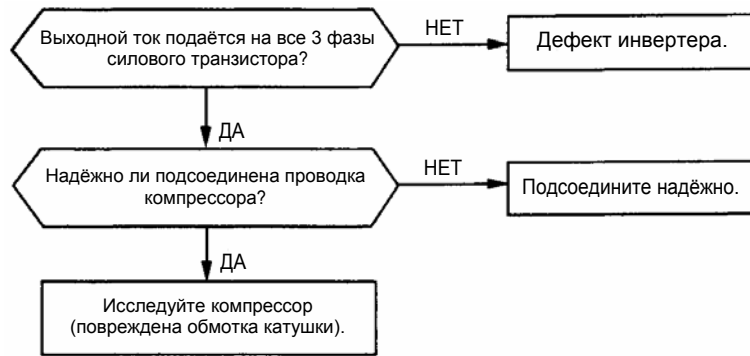 Выходной ток подаётся на все 3 фазы
силового транзистора?
НЕТ
Дефект инвертера.
ДА
Надёжно ли подсоединена проводка
компрессора?
НЕТ
Подсоедините надёжно.
ДА
Исследуйте компрессор
(повреждена обмотка катушки).